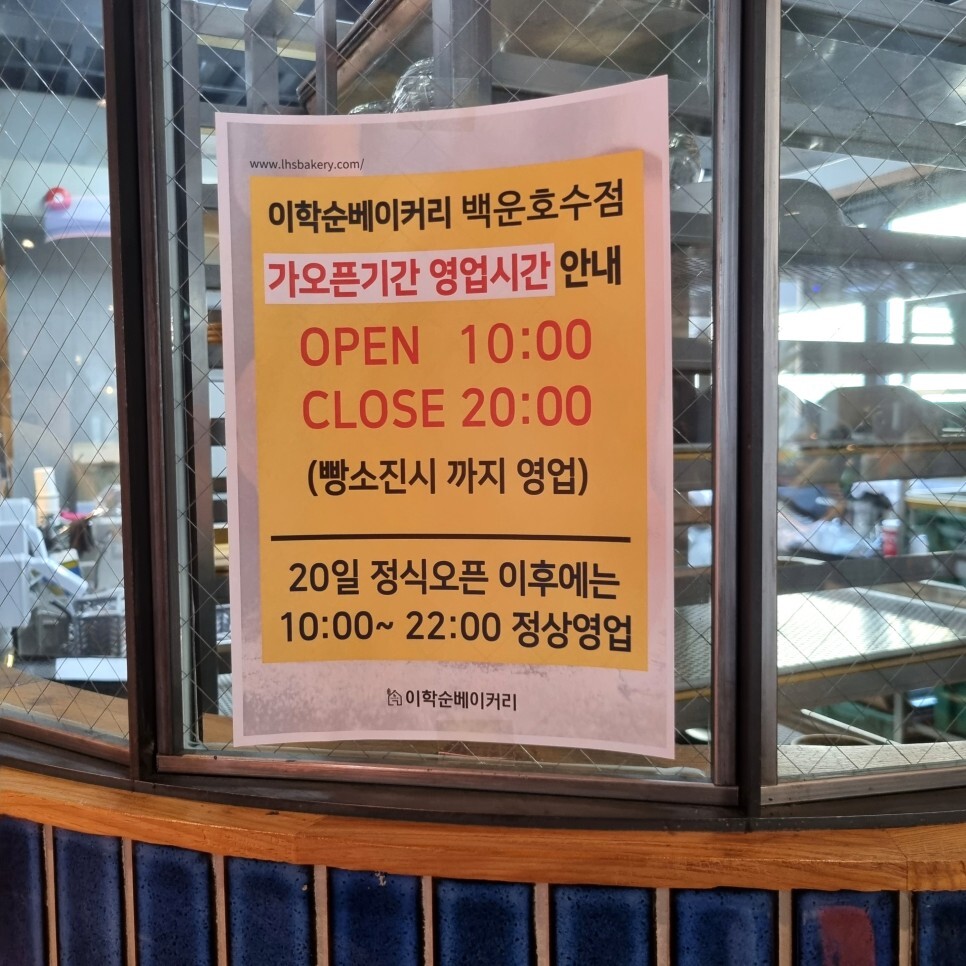 www.lhsbakery.com/
이학순베이커리 백운호수점
가오픈기간 영업시간 안내
OPEN 10:00
CLOSE 20:00
(빵소진시 까지 영업)
20일 정식오픈 이후에는
10:00~ 22:00 정상영업
이학순베이커리